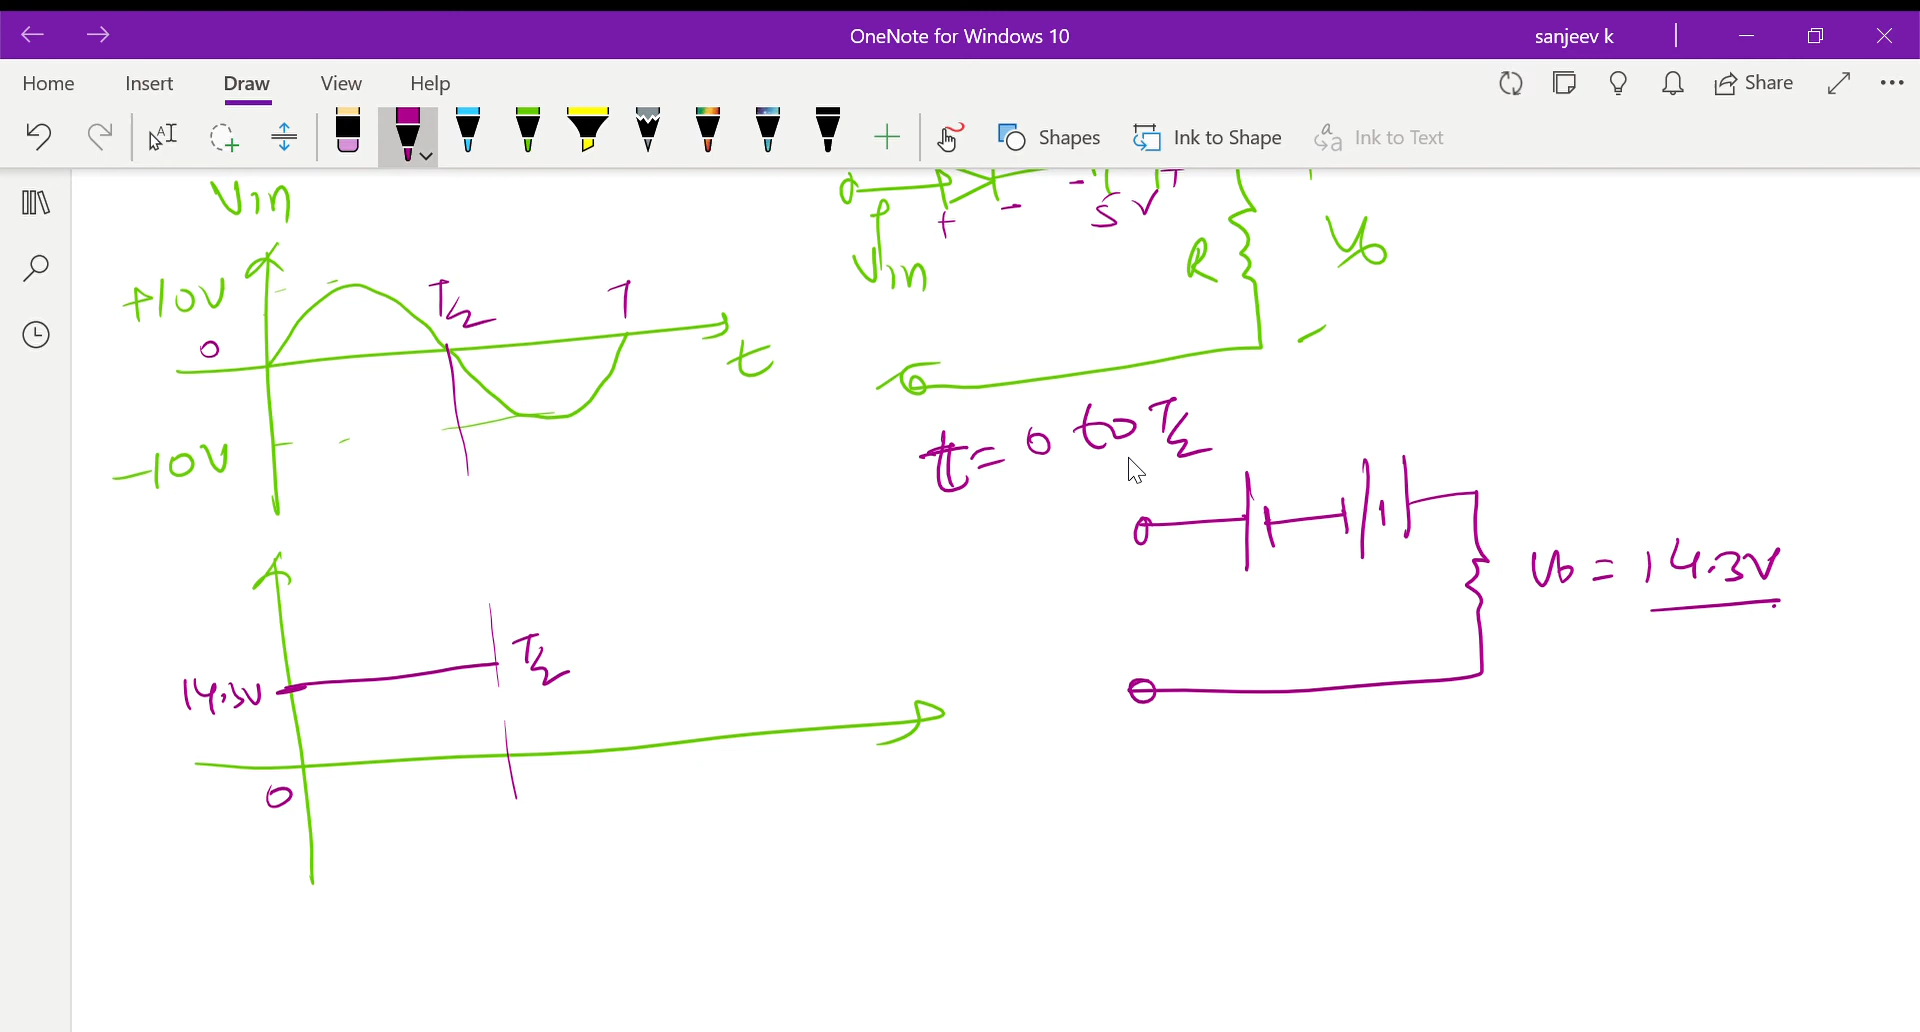 OneNote for Windows 10
sanjeev k
Home Insert Draw View Help
Share
Shapes Ink to Shape Ink to Text
Vin
+10V
0
-10V
T/2
T
t
+ - - 5V +
Vin
R
Vo
-
t = 0 to T/2
Vo = 14.3V
14.3V
T/2
0